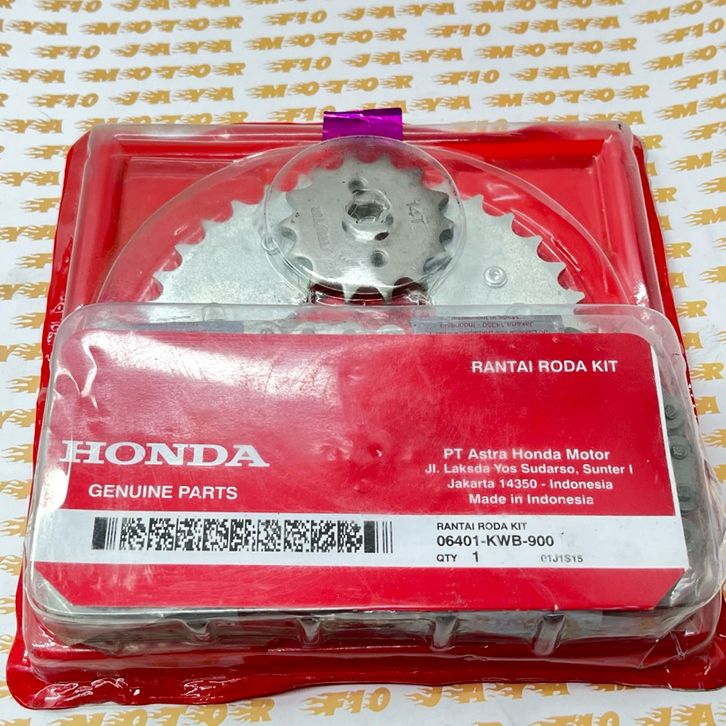 F10 JAYA MOTOR
14T
RANTAI RODA KIT
HONDA
GENUINE PARTS
PT Astra Honda Motor
Jl. Laksda Yos Sudarso, Sunter I
Jakarta 14350 - Indonesia
Made in Indonesia
RANTAI RODA KIT
06401-KWB-900
QTY 1 01J1S15